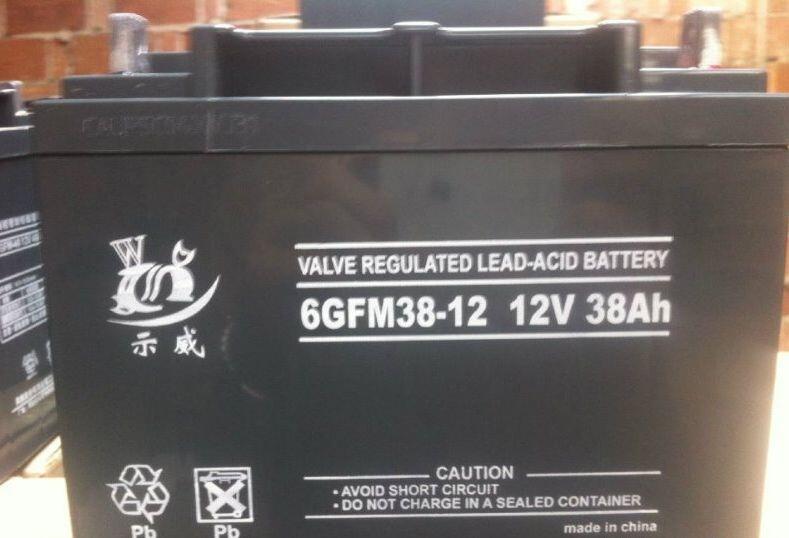 W
示威
VALVE REGULATED LEAD-ACID BATTERY
6GFM38-12 12V 38Ah
CAUTION
• AVOID SHORT CIRCUIT
• DO NOT CHARGE IN A SEALED CONTAINER
Pb Pb
made in china